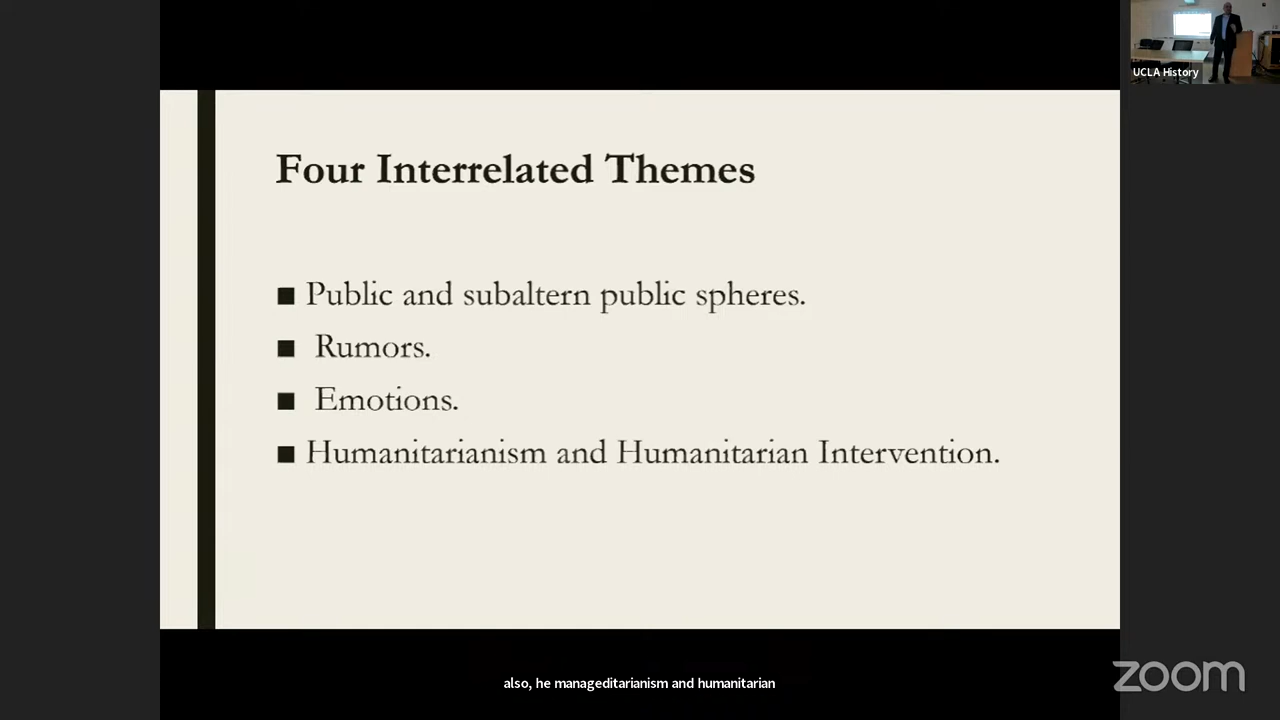 UCLA History
Four Interrelated Themes
■ Public and subaltern public spheres.
■ Rumors.
■ Emotions.
■ Humanitarianism and Humanitarian Intervention.
also, he manageditarianism and humanitarian
zoom